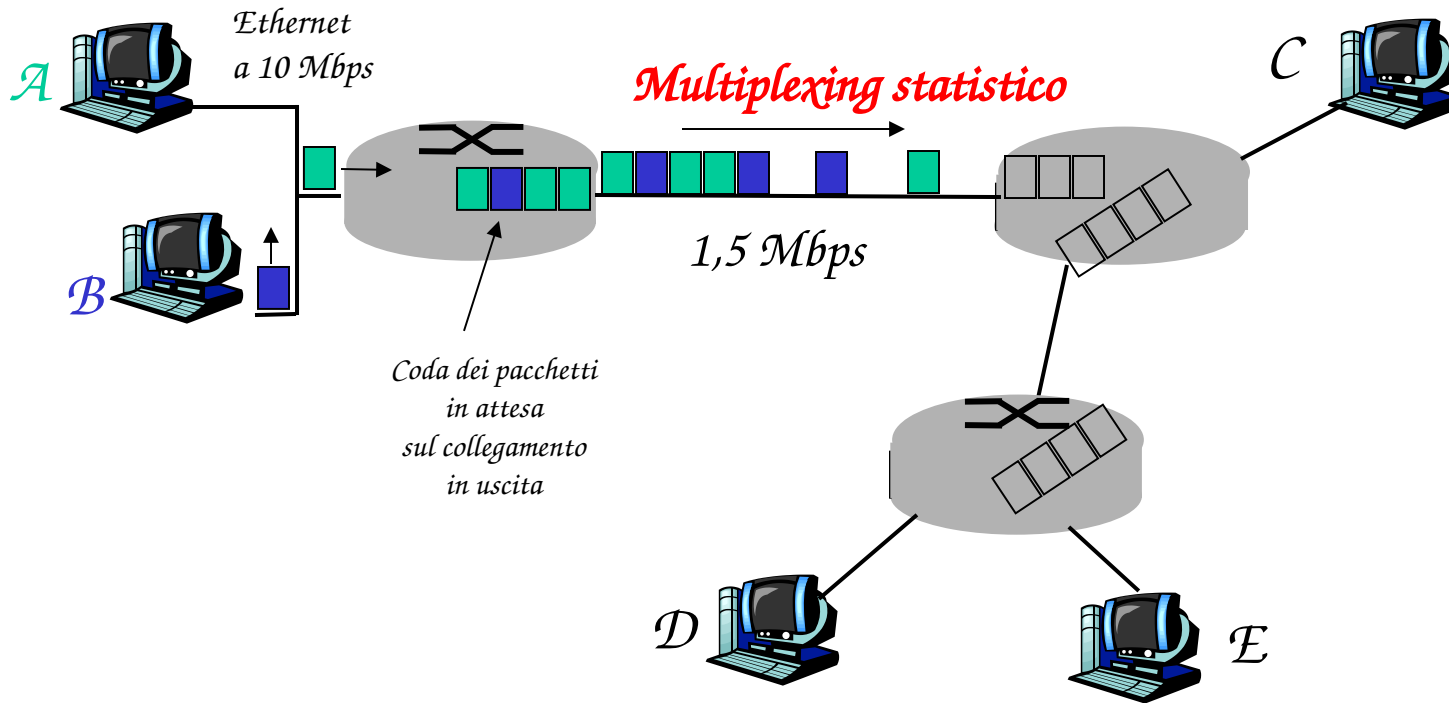 Ethernet
a 10 Mbps
A
Multiplexing statistico
C
B
1,5 Mbps
Coda dei pacchetti
in attesa
sul collegamento
in uscita
D
E